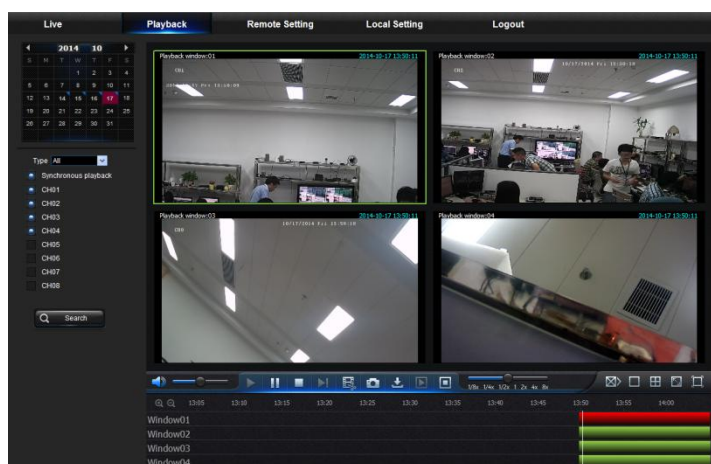 Live Playback Remote Setting Local Setting Logout
2014 10
S M T W T F S
1 2 3 4
5 6 7 8 9 10 11
12 13 14 15 16 17 18
19 20 21 22 23 24 25
26 27 28 29 30 31
Type All
Synchronous playback
CH01
CH02
CH03
CH04
CH05
CH06
CH07
CH08
Search
Playback window:01 2014-10-17 13:50:11
CH1
Playback window:02 2014-10-17 13:50:11
Playback window:03 2014-10-17 13:50:11
Playback window:04 2014-10-17 13:50:11
1/8x 1/4x 1/2x 1 2x 4x 8x
13:05 13:10 13:15 13:20 13:25 13:30 13:35 13:40 13:45 13:50 13:55 14:00
Window01
Window02
Window03
Window04